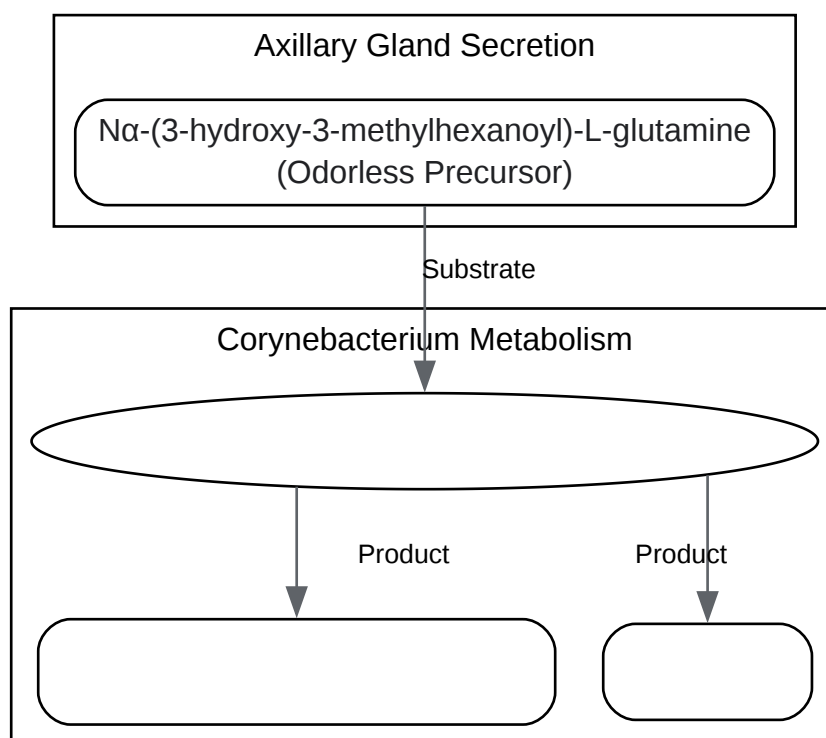 Axillary Gland Secretion
Nα-(3-hydroxy-3-methylhexanoyl)-L-glutamine
(Odorless Precursor)
Substrate
Corynebacterium Metabolism
Product
Product